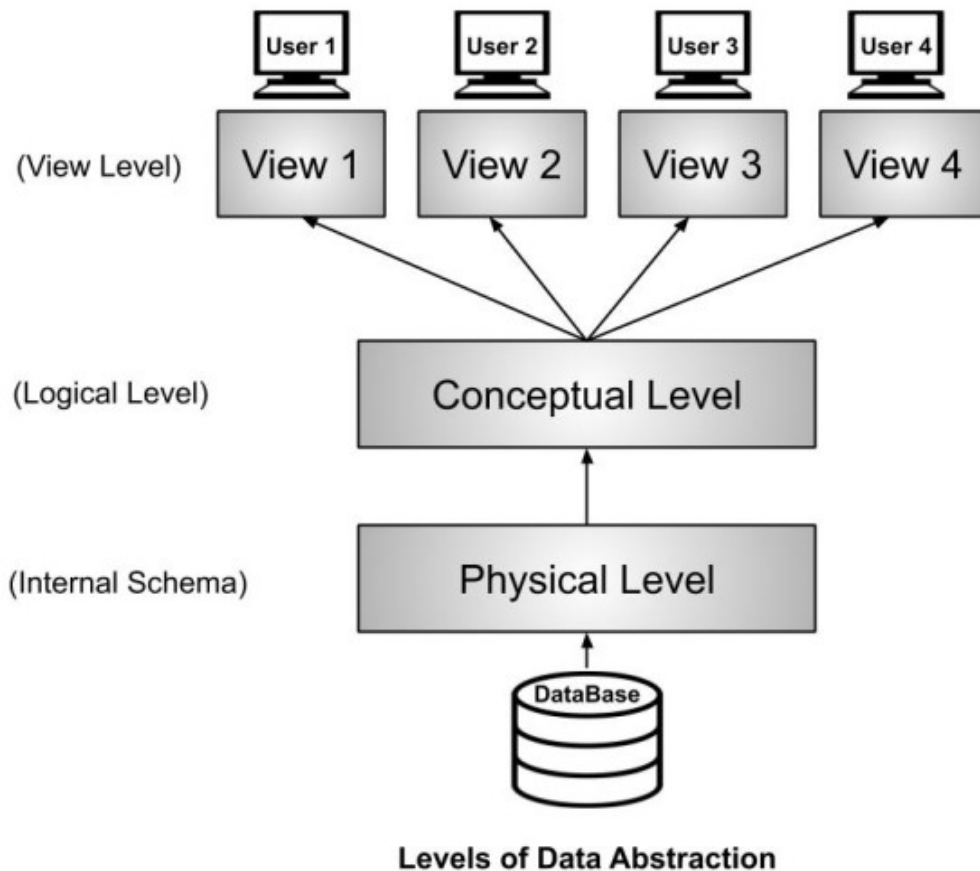 User 1
User 2
User 3
User 4
(View Level)
View 1
View 2
View 3
View 4
(Logical Level)
Conceptual Level
(Internal Schema)
Physical Level
DataBase
Levels of Data Abstraction